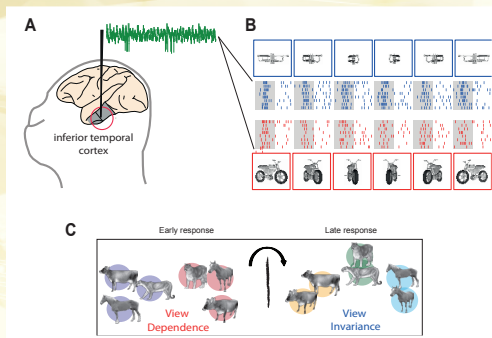 A
B
inferior temporal
cortex
C
Early response
Late response
View
Dependence
View
Invariance